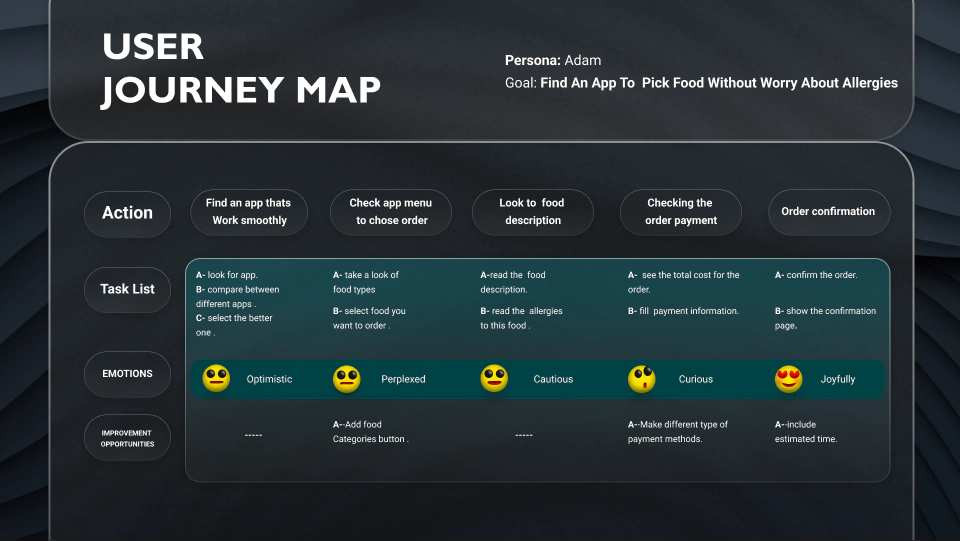 USER
JOURNEY MAP
Persona: Adam
Goal: Find An App To Pick Food Without Worry About Allergies
Action
Find an app thats
Work smoothly
Check app menu
to chose order
Look to food
description
Checking the
order payment
Order confirmation
Task List
A- look for app.
B- compare between
different apps .
C- select the better
one .
A- take a look of
food types
B- select food you
want to order .
A-read the food
description.
B- read the allergies
to this food .
A- see the total cost for the
order.
B- fill payment information.
A- confirm the order.
B- show the confirmation
page.
EMOTIONS
Optimistic
Perplexed
Cautious
Curious
Joyfully
IMPROVEMENT
OPPORTUNITIES
-----
A--Add food
Categories button .
-----
A--Make different type of
payment methods.
A--include
estimated time.